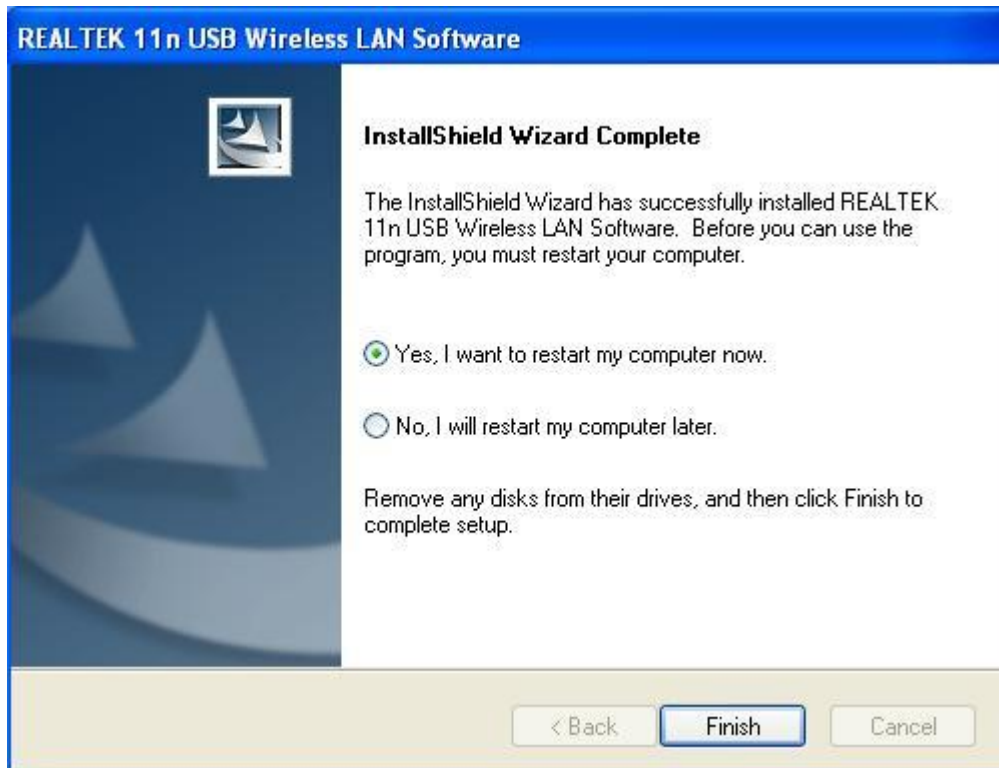 REALTEK 11n USB Wireless LAN Software
InstallShield Wizard Complete
The InstallShield Wizard has successfully installed REALTEK
11n USB Wireless LAN Software. Before you can use the
program, you must restart your computer.
Yes, I want to restart my computer now.
No, I will restart my computer later.
Remove any disks from their drives, and then click Finish to
complete setup.
< Back Finish Cancel